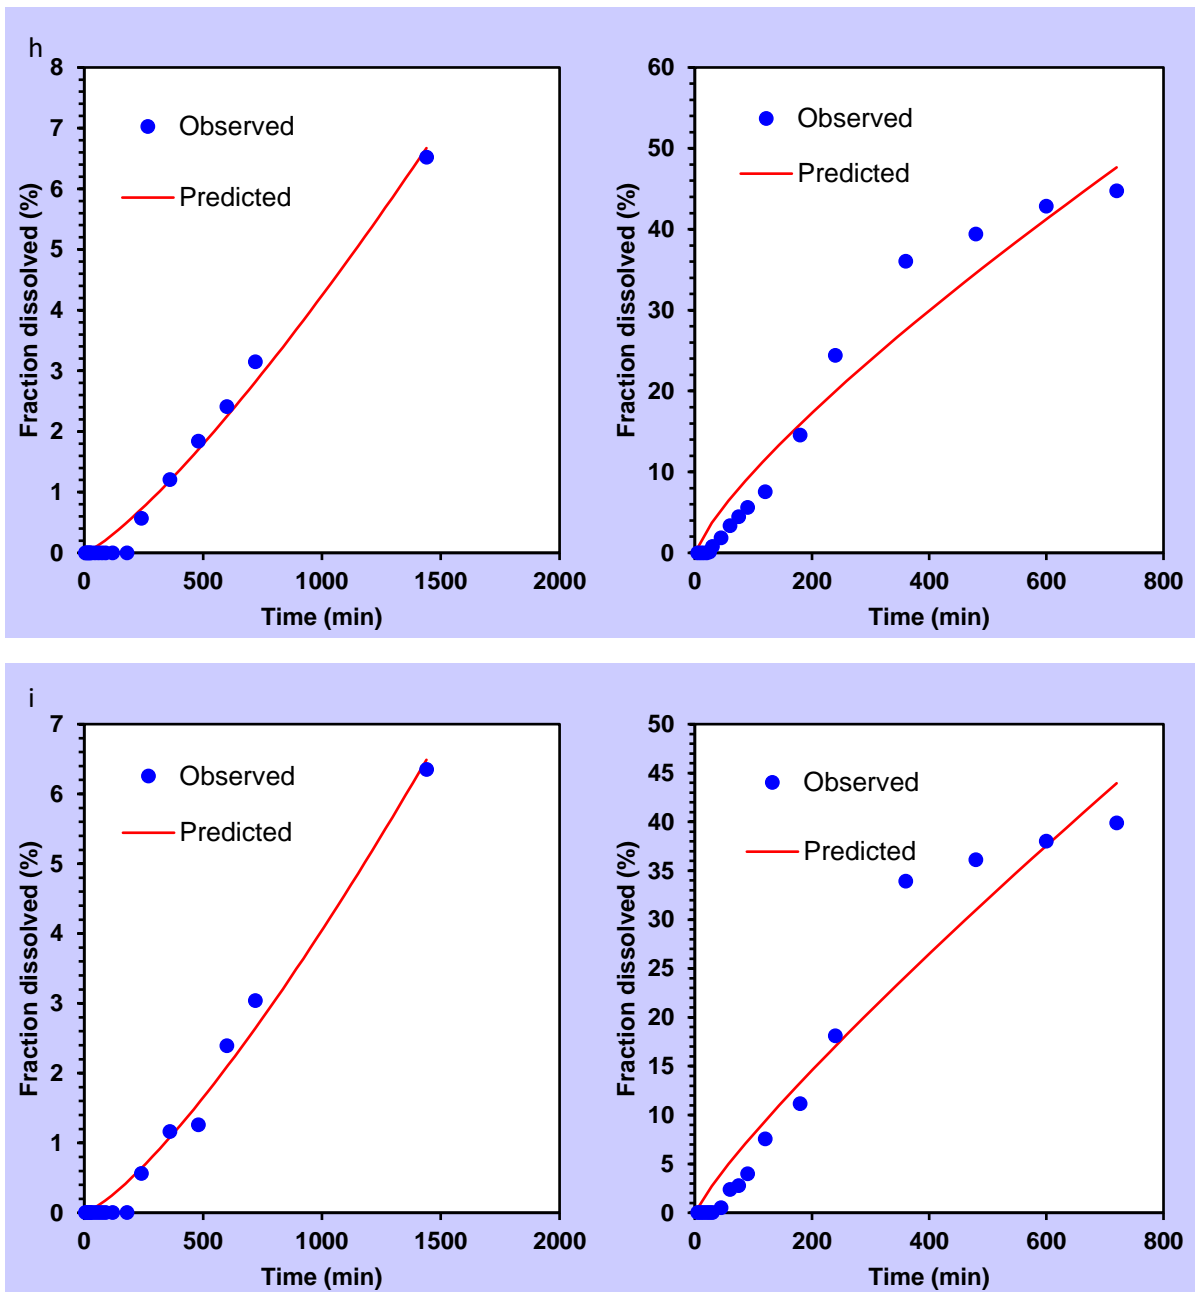 h
8
7
6
5
4
3
2
1
0
Fraction dissolved (%)
Observed
Predicted
0 500 1000 1500 2000
Time (min)
60
50
40
30
20
10
0
Fraction dissolved (%)
Observed
Predicted
0 200 400 600 800
Time (min)
i
7
6
5
4
3
2
1
0
Fraction dissolved (%)
Observed
Predicted
0 500 1000 1500 2000
Time (min)
50
45
40
35
30
25
20
15
10
5
0
Fraction dissolved (%)
Observed
Predicted
0 200 400 600 800
Time (min)